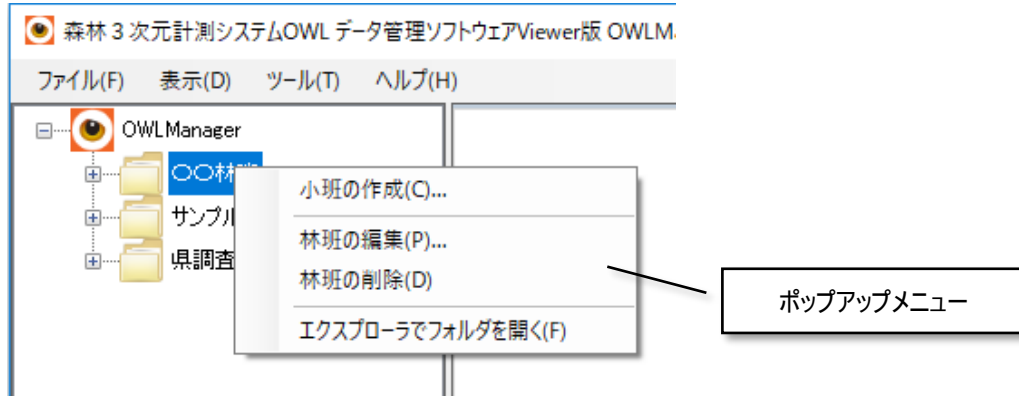 森林３次元計測システムOWL データ管理ソフトウェアViewer版 OWLM
ファイル(F) 表示(D) ツール(T) ヘルプ(H)
OWLManager
〇〇林
サンプル
県調査
小班の作成(C)...
林班の編集(P)...
林班の削除(D)
エクスプローラでフォルダを開く(F)
ポップアップメニュー